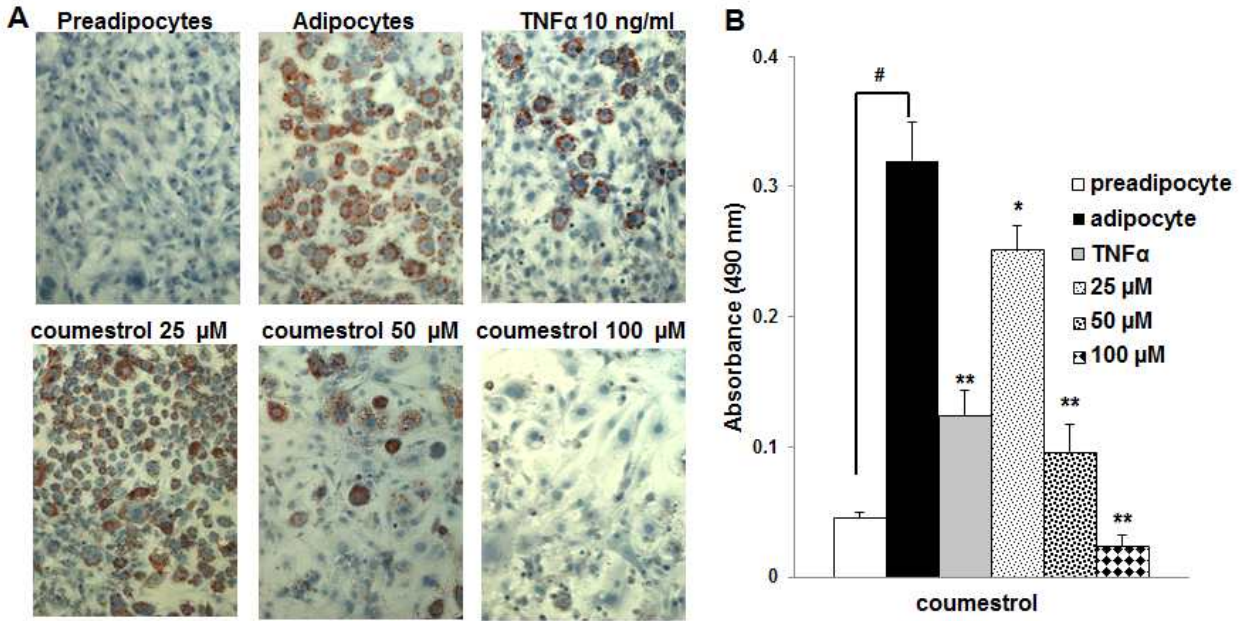 A
Preadipocytes
Adipocytes
TNFα 10 ng/ml
coumestrol 25 µM
coumestrol 50 µM
coumestrol 100 µM
B
0.4
0.3
0.2
0.1
0
Absorbance (490 nm)
#
**
*
**
**
preadipocyte
adipocyte
TNFα
25 µM
50 µM
100 µM
coumestrol